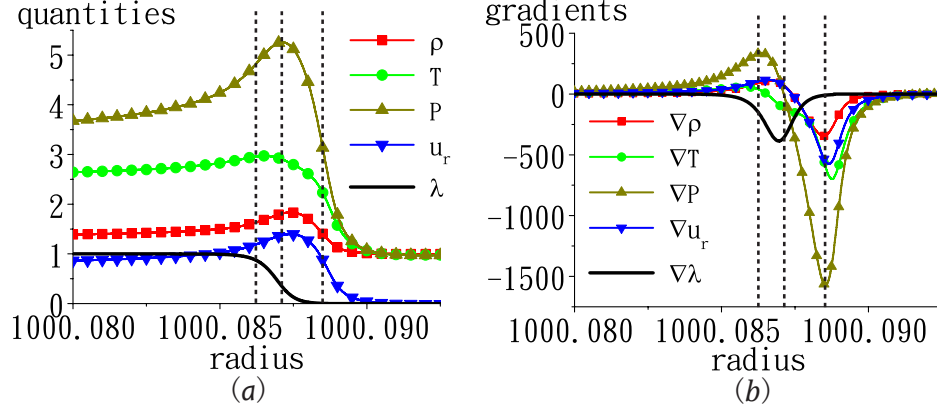 quantities
5
4
3
2
1
0
ρ
T
P
u_r
λ
1000.080 1000.085 1000.090
radius
(a)
gradients
500
0
-500
-1000
-1500
∇ρ
∇T
∇P
∇u_r
∇λ
1000.080 1000.085 1000.090
radius
(b)